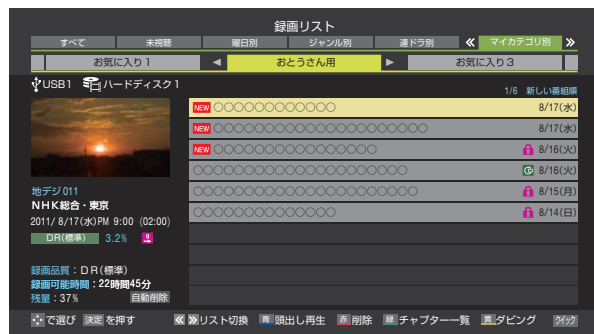 録画リスト
すべて 未視聴 曜日別 ジャンル別 連ドラ別 ≪ マイカテゴリ別 ≫
お気に入り1 ◀ おとうさん用 ▶ お気に入り3
USB1 ハードディスク1
1/6 新しい番組順
NEW ○○○○○○○○○○○○ 8/17(水)
NEW ○○○○○○○○○○○○○○○○○○○○○ 8/17(水)
NEW ○○○○○○○○○○○○○○○○ 8/16(火)
○○○○○○○○○○○○○○○○○○○○○ 8/16(火)
○○○○○○○○○○○○○○○○○○○○○○ 8/15(月)
○○○○○○○○○○○○○○ 8/14(日)
地デジ011
NHK総合・東京
2011/ 8/17(水)PM 9:00 (02:00)
DR(標準) 3.2% 9
録画品質：DR(標準)
録画可能時間：22時間45分
残量：37% 自動削除
で選び 決定 を押す ≪ ≫リスト切換 青 頭出し再生 赤 削除 緑 チャプター一覧 黄 ダビング クイック